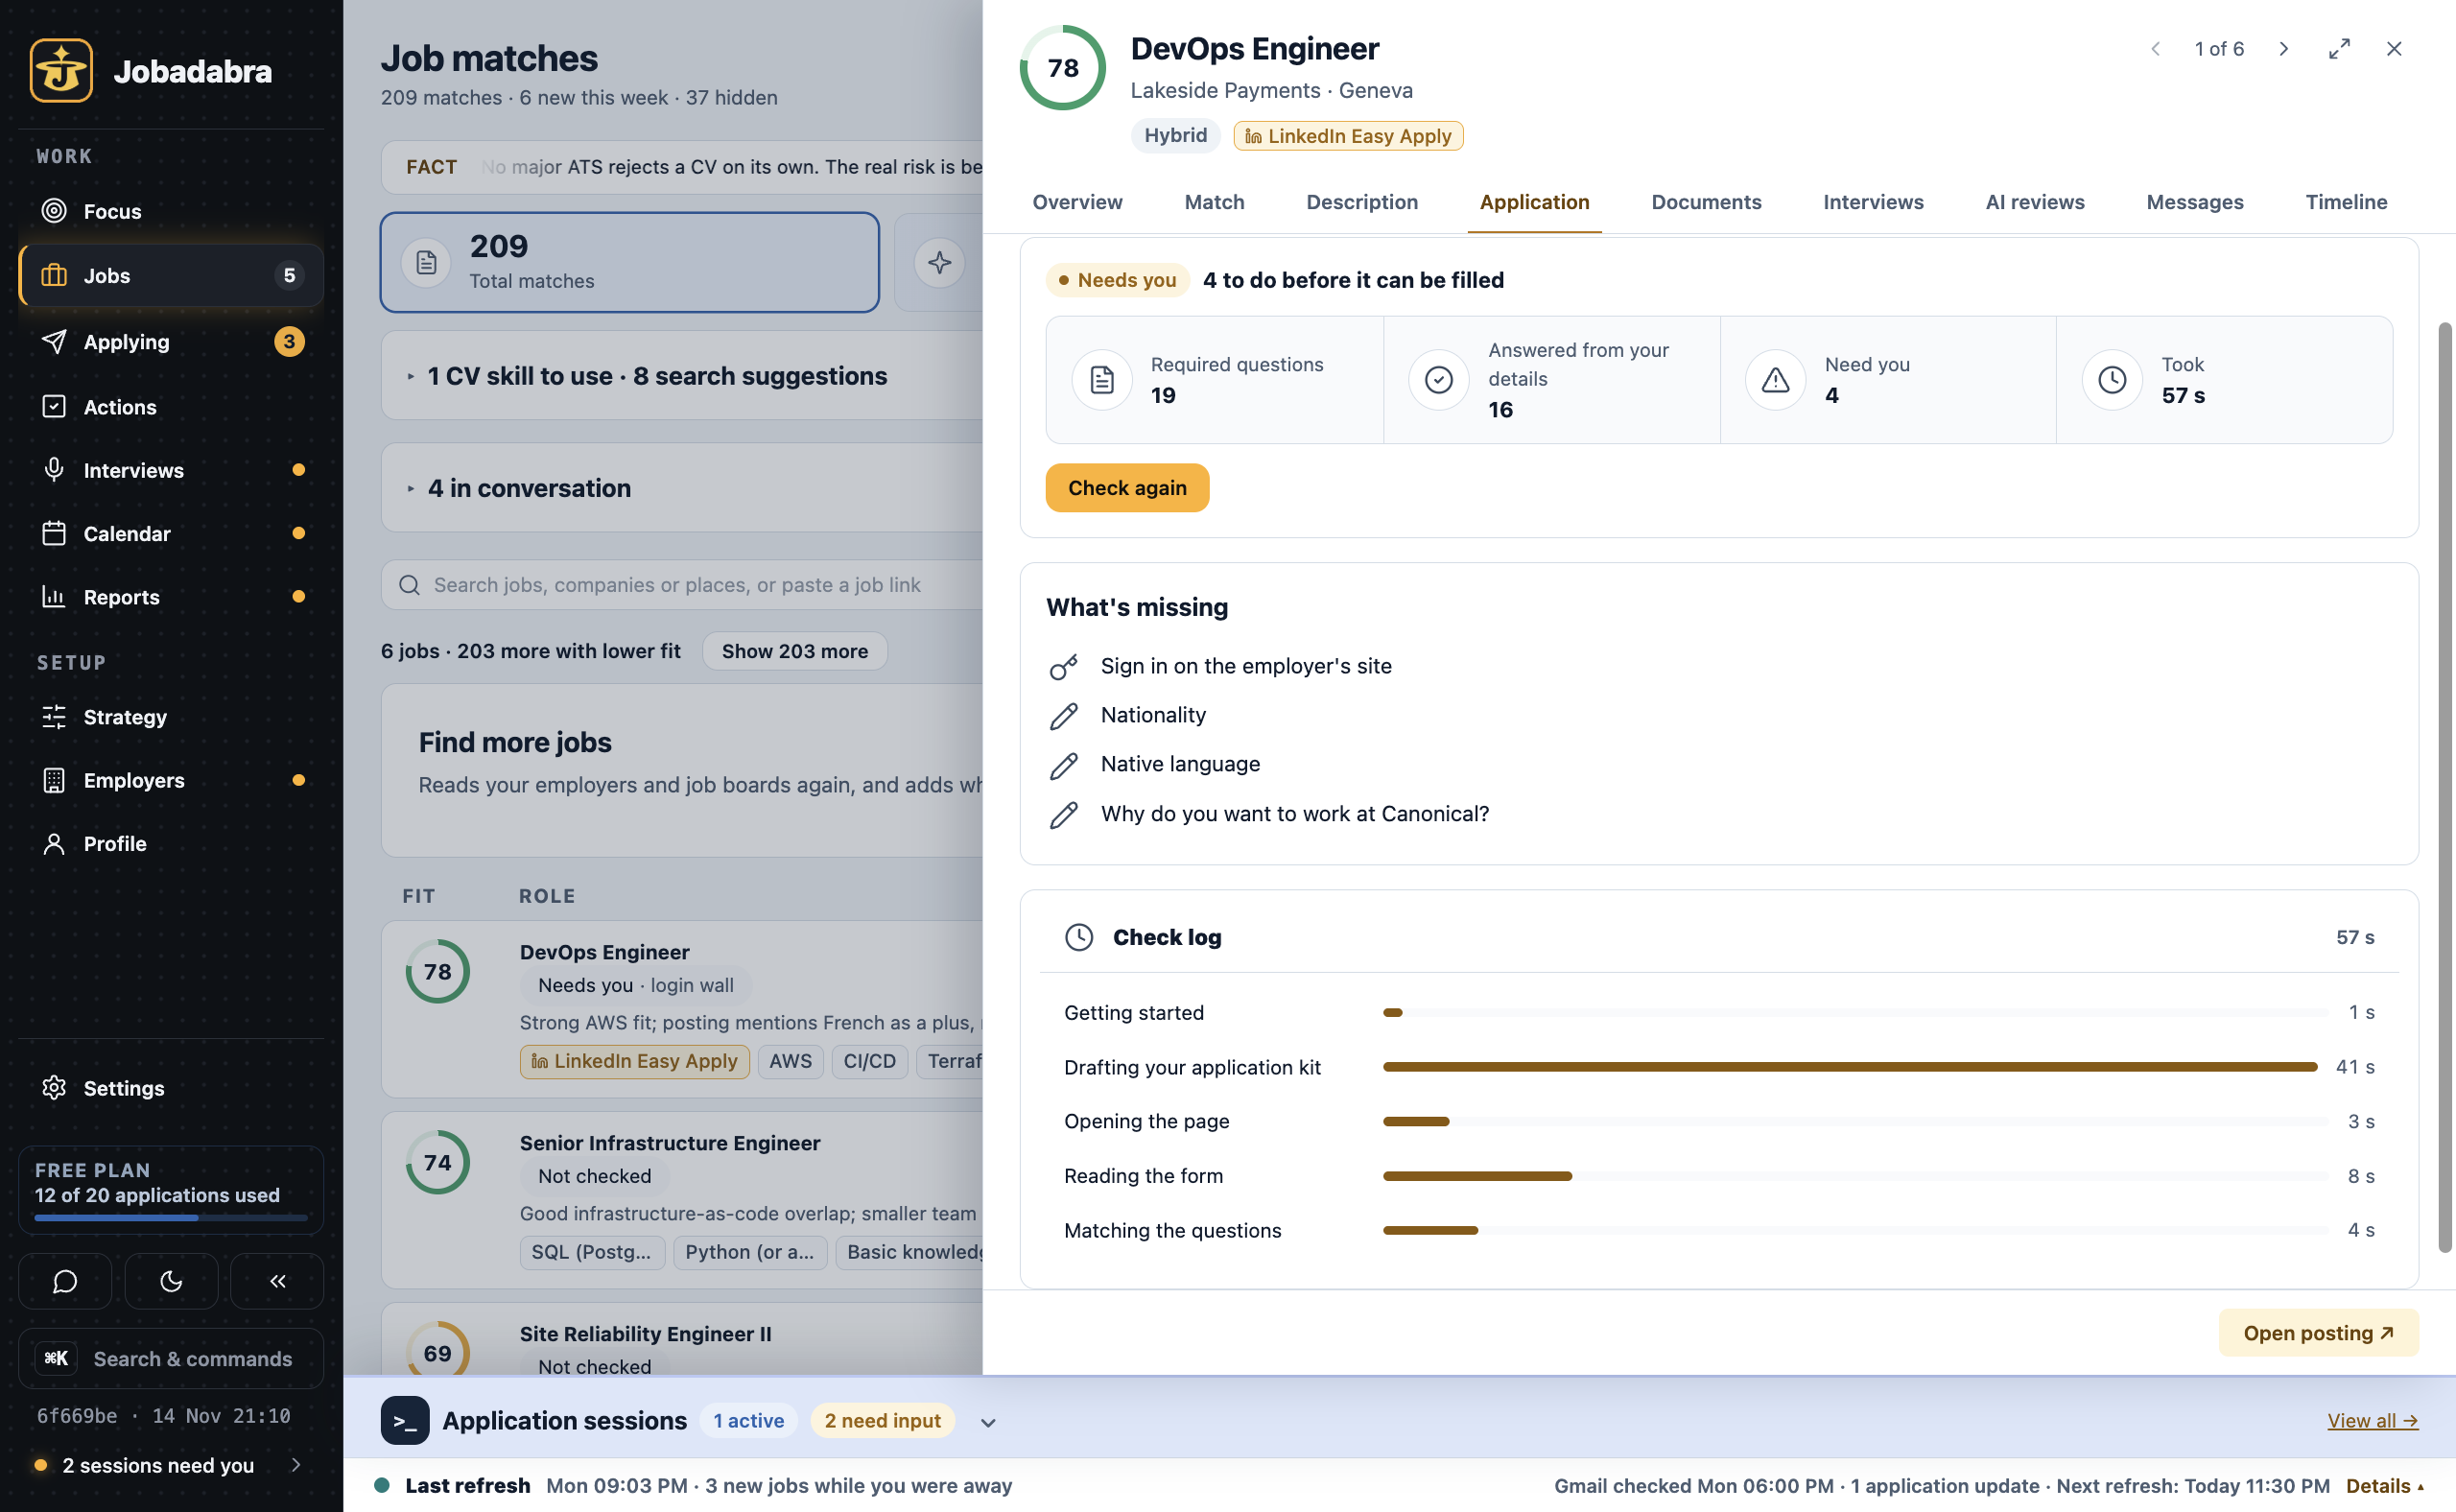 Jobadabra
WORK
Focus
Jobs 5
Applying 3
Actions
Interviews
Calendar
Reports
SETUP
Strategy
Employers
Profile
Settings
FREE PLAN
12 of 20 applications used
⌘K Search & commands
6f669be · 14 Nov 21:10
2 sessions need you
Job matches
209 matches · 6 new this week · 37 hidden
FACT No major ATS rejects a CV on its own. The real risk is be
209
Total matches
1 CV skill to use · 8 search suggestions
4 in conversation
Search jobs, companies or places, or paste a job link
6 jobs · 203 more with lower fit Show 203 more
Find more jobs
Reads your employers and job boards again, and adds wh
FIT ROLE
78
DevOps Engineer
Needs you · login wall
Strong AWS fit; posting mentions French as a plus,
LinkedIn Easy Apply AWS CI/CD Terraf
74
Senior Infrastructure Engineer
Not checked
Good infrastructure-as-code overlap; smaller team
SQL (Postg... Python (or a... Basic knowledg
69
Site Reliability Engineer II
Not checked
78
DevOps Engineer
Lakeside Payments · Geneva
Hybrid LinkedIn Easy Apply
1 of 6
Overview Match Description Application Documents Interviews AI reviews Messages Timeline
Needs you 4 to do before it can be filled
Required questions
19
Answered from your
details
16
Need you
4
Took
57 s
Check again
What's missing
Sign in on the employer's site
Nationality
Native language
Why do you want to work at Canonical?
Check log 57 s
Getting started 1 s
Drafting your application kit 41 s
Opening the page 3 s
Reading the form 8 s
Matching the questions 4 s
Open posting ↗
>_ Application sessions 1 active 2 need input View all →
Last refresh Mon 09:03 PM · 3 new jobs while you were away
Gmail checked Mon 06:00 PM · 1 application update · Next refresh: Today 11:30 PM Details